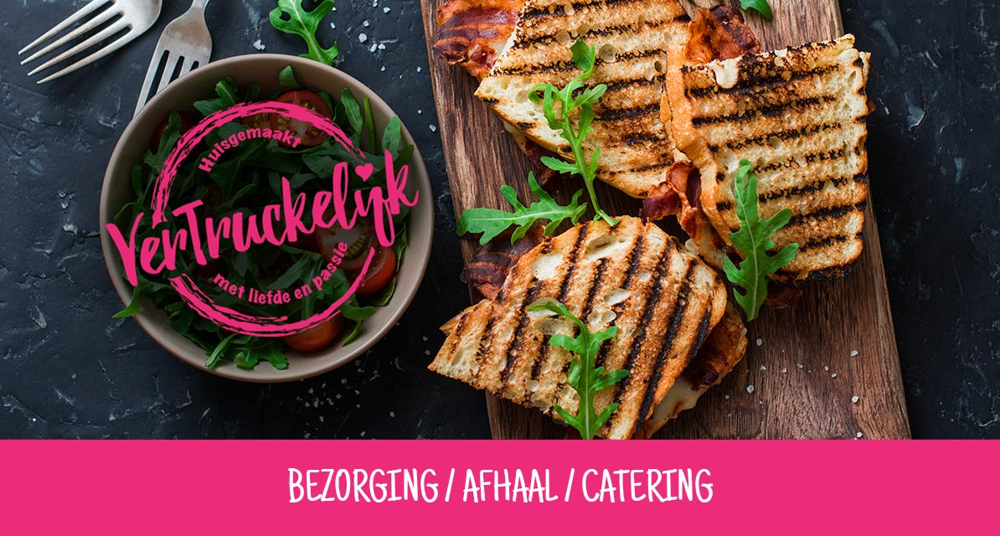 Huisgemaakt
VerTruckelijk
met liefde en passie
BEZORGING / AFHAAL / CATERING